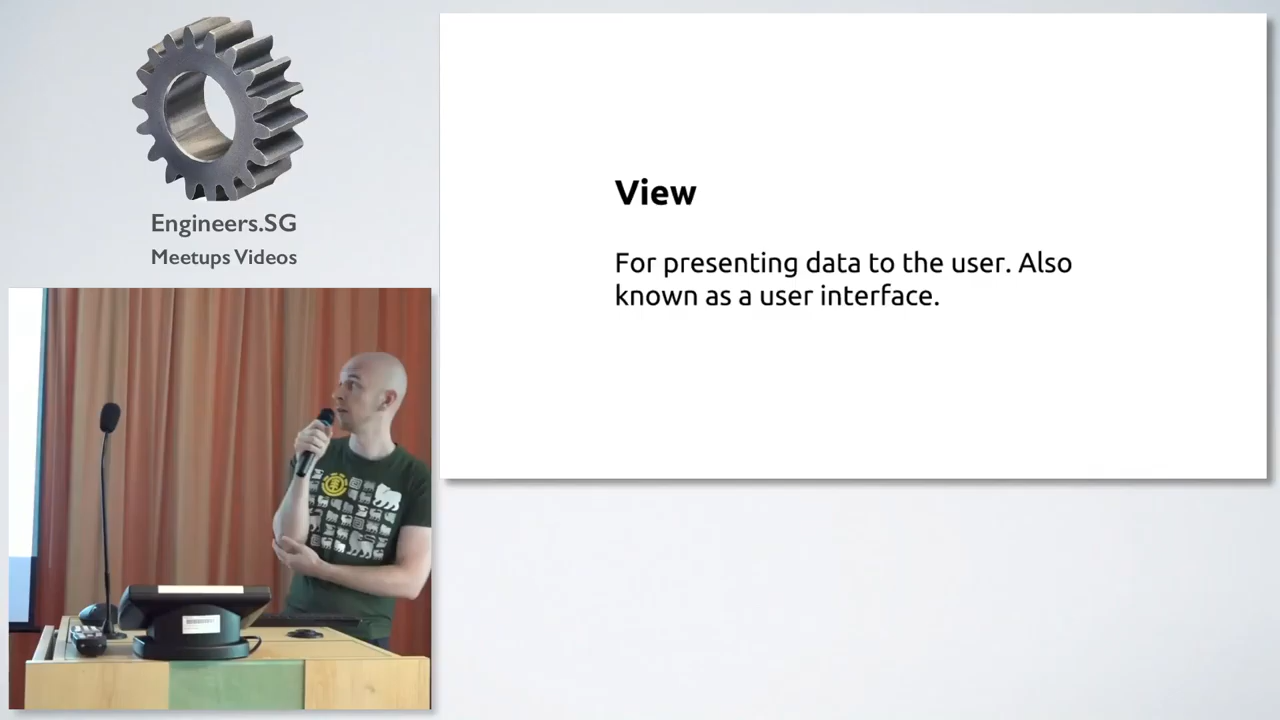 Engineers.SG
Meetups Videos
View
For presenting data to the user. Also
known as a user interface.